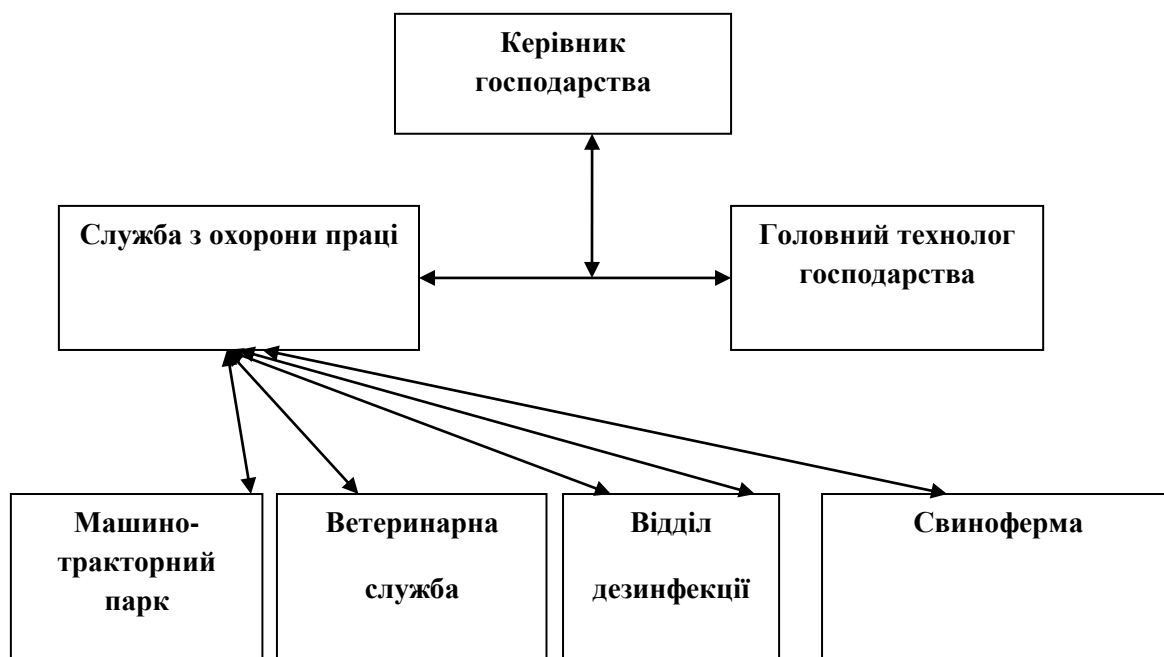 Керівник
господарства
Служба з охорони праці
Головний технолог
господарства
Машино-
тракторний
парк
Ветеринарна
служба
Відділ
дезинфекції
Свиноферма